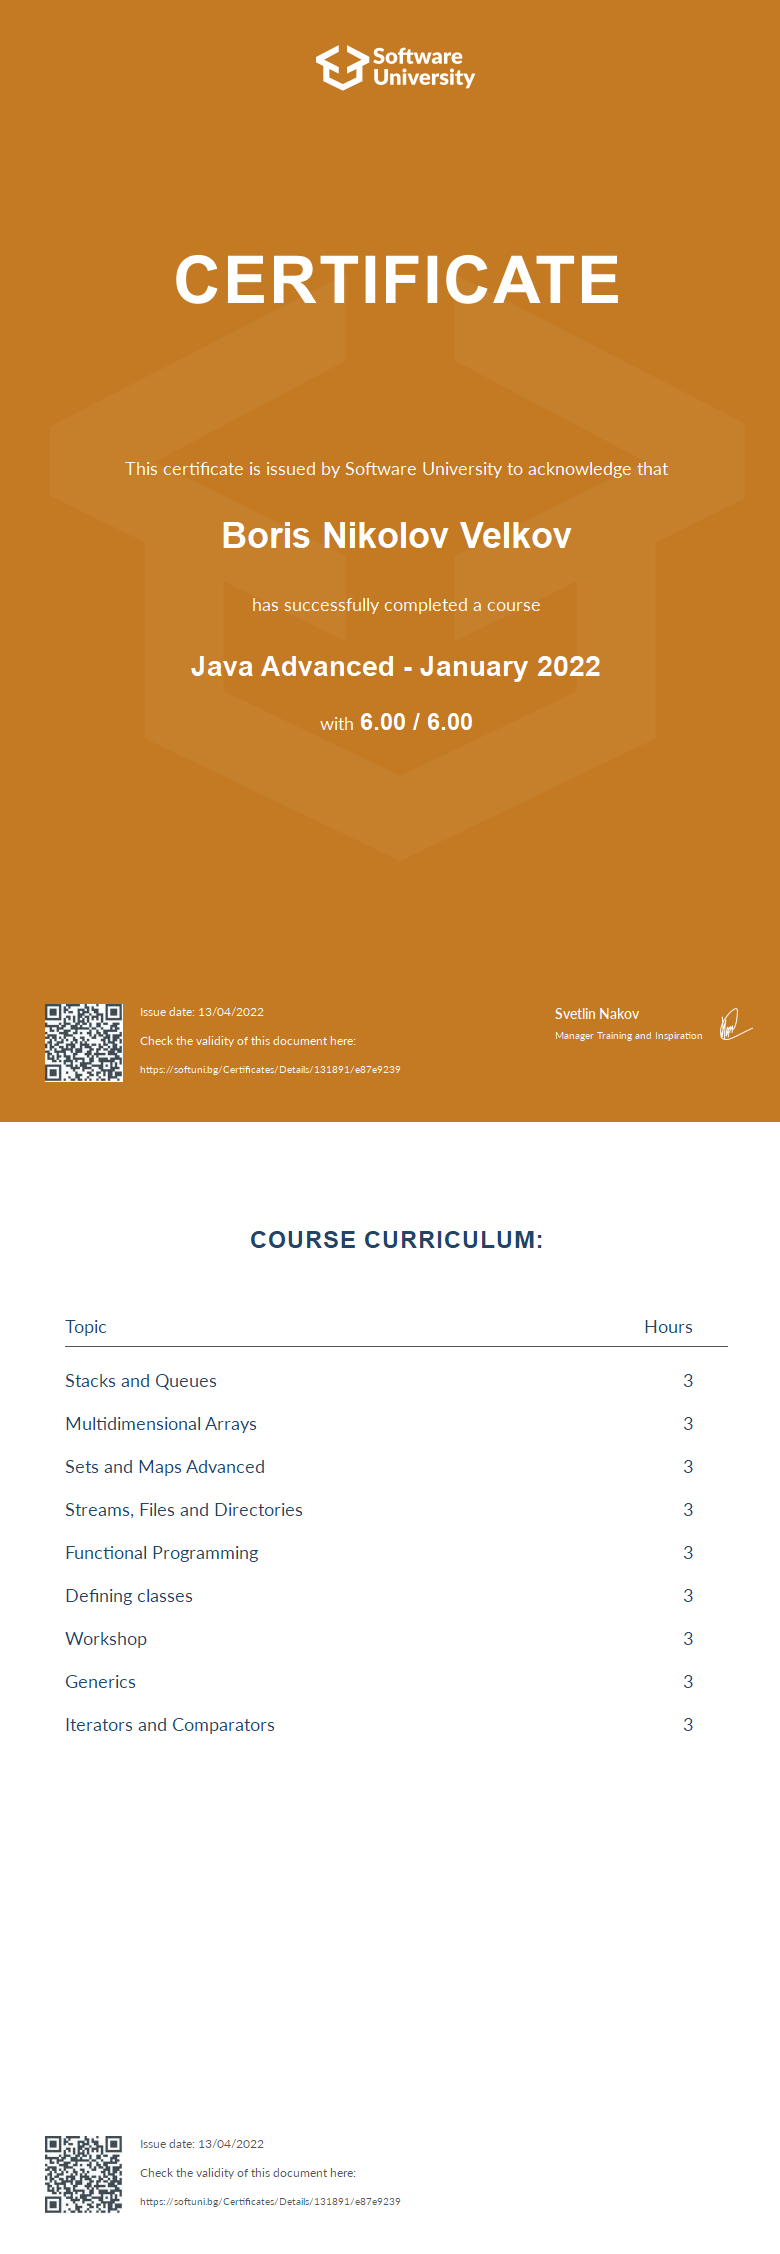 Software
University
CERTIFICATE
This certificate is issued by Software University to acknowledge that
Boris Nikolov Velkov
has successfully completed a course
Java Advanced - January 2022
with 6.00 / 6.00
Issue date: 13/04/2022
Check the validity of this document here:
https://softuni.bg/Certificates/Details/131891/e87e9239
Svetlin Nakov
Manager Training and Inspiration
COURSE CURRICULUM:
Topic Hours
Stacks and Queues 3
Multidimensional Arrays 3
Sets and Maps Advanced 3
Streams, Files and Directories 3
Functional Programming 3
Defining classes 3
Workshop 3
Generics 3
Iterators and Comparators 3
Issue date: 13/04/2022
Check the validity of this document here:
https://softuni.bg/Certificates/Details/131891/e87e9239